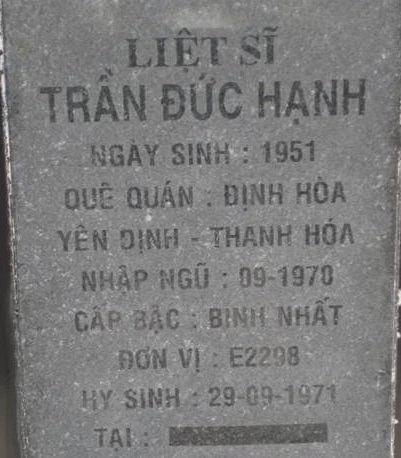 LIỆT SĨ
TRẦN ĐỨC HẠNH
NGÀY SINH : 1951
QUÊ QUÁN : ĐỊNH HÒA
YÊN ĐỊNH - THANH HÓA
NHẬP NGŨ : 09-1970
CẤP BẬC : BINH NHẤT
ĐƠN VỊ : E2298
HY SINH : 29-09-1971
TẠI :